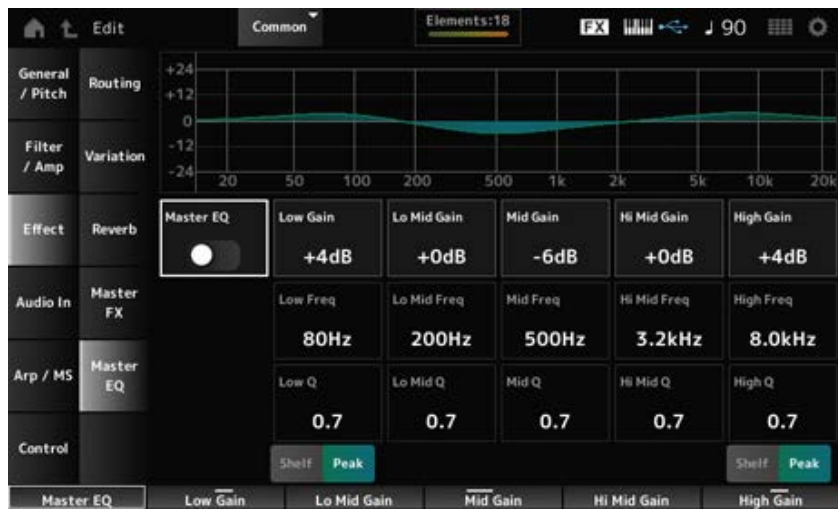 Edit
Common
Elements:18
FX
90
General / Pitch
Filter / Amp
Effect
Audio In
Arp / MS
Control
Routing
Variation
Reverb
Master FX
Master EQ
+24
+12
0
-12
-24
20 50 100 200 500 1k 2k 5k 10k 20k
Master EQ
Low Gain
+4dB
Lo Mid Gain
+0dB
Mid Gain
-6dB
Hi Mid Gain
+0dB
High Gain
+4dB
Low Freq
80Hz
Lo Mid Freq
200Hz
Mid Freq
500Hz
Hi Mid Freq
3.2kHz
High Freq
8.0kHz
Low Q
0.7
Lo Mid Q
0.7
Mid Q
0.7
Hi Mid Q
0.7
High Q
0.7
Shelf Peak
Shelf Peak
Master EQ
Low Gain
Lo Mid Gain
Mid Gain
Hi Mid Gain
High Gain